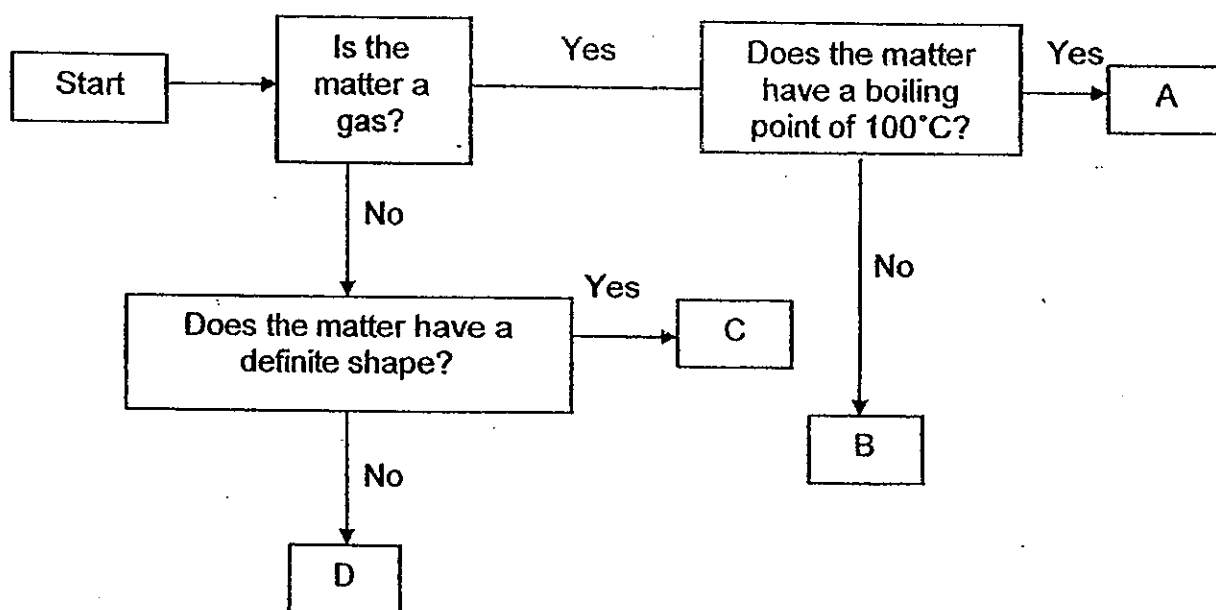 Start
Is the
matter a
gas?
Yes
Does the matter
have a boiling
point of 100°C?
Yes
A
No
No
Does the matter have a
definite shape?
Yes
C
B
No
D